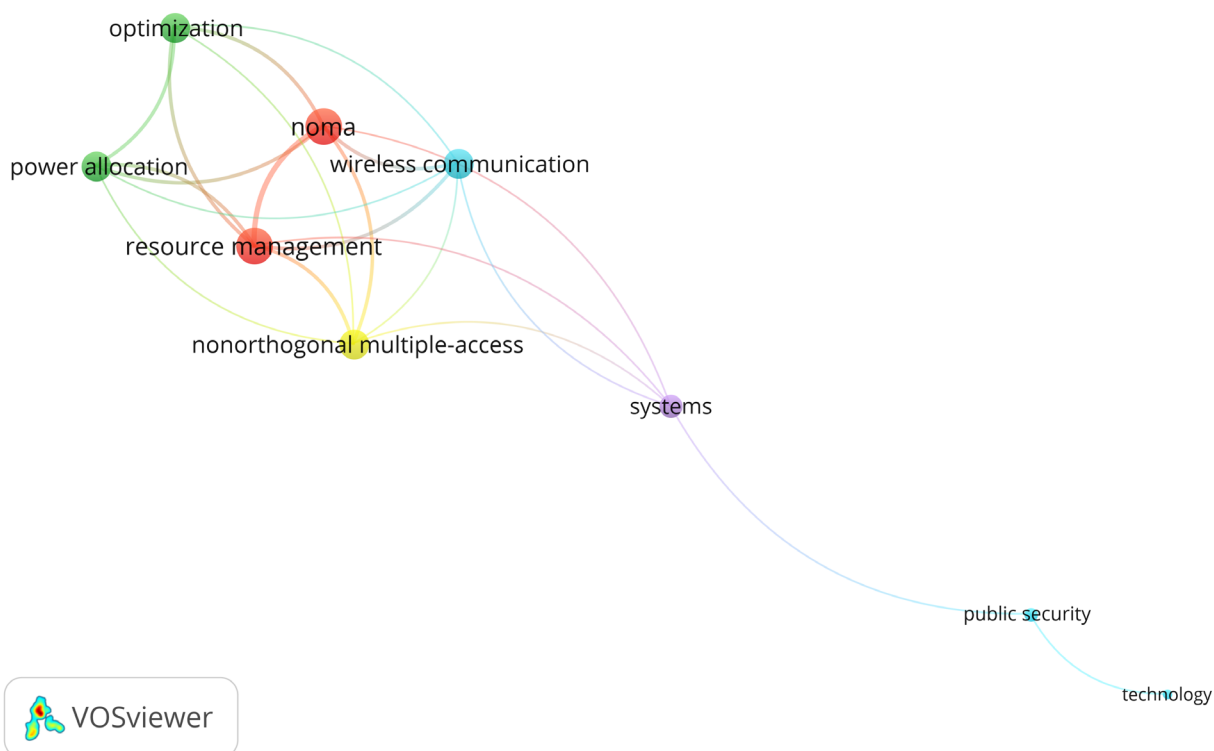 optimization
noma
wireless communication
power allocation
resource management
nonorthogonal multiple-access
systems
public security
technology
VOSviewer